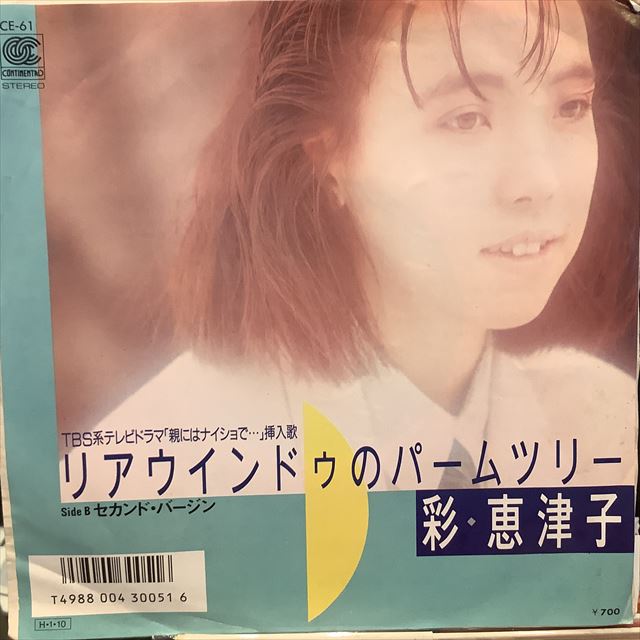 CE-61
CONTINENTAL
STEREO
TBS系テレビドラマ「親にはナイショで…」挿入歌
リアウインドゥのパームツリー
Side B セカンド・バージン
彩・恵津子
T4988 004 30051 6
H・1・10
¥700